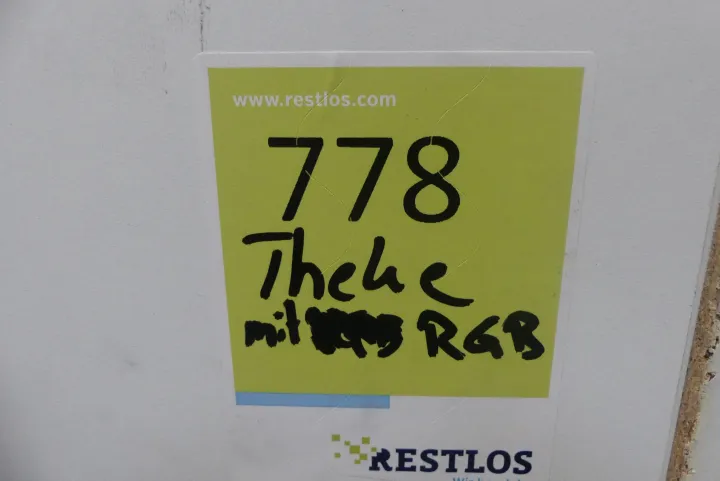 www.restlos.com
778
Theke
mit RGB
RESTLOS